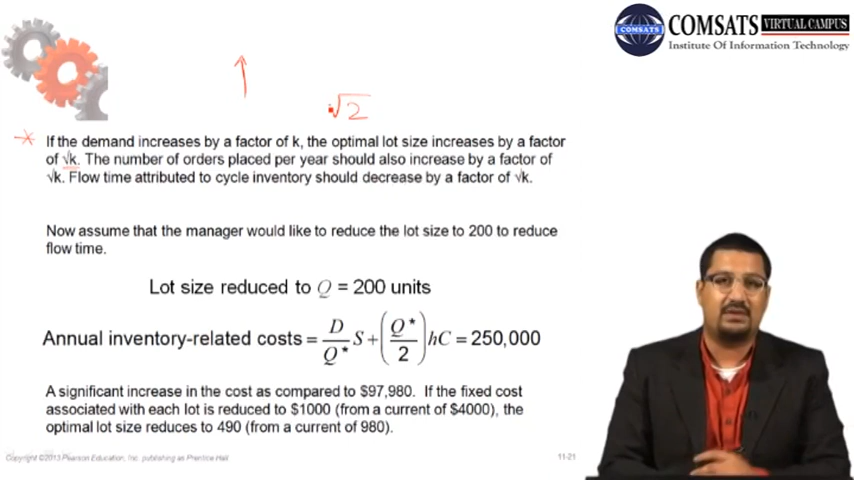 COMSATS VIRTUAL CAMPUS
COMSATS
Institute Of Information Technology
√2
If the demand increases by a factor of k, the optimal lot size increases by a factor
of √k. The number of orders placed per year should also increase by a factor of
√k. Flow time attributed to cycle inventory should decrease by a factor of √k.
Now assume that the manager would like to reduce the lot size to 200 to reduce
flow time.
Lot size reduced to Q = 200 units
Annual inventory-related costs = D/Q* S + (Q*/2) hC = 250,000
A significant increase in the cost as compared to $97,980. If the fixed cost
associated with each lot is reduced to $1000 (from a current of $4000), the
optimal lot size reduces to 490 (from a current of 980).
Copyright ©2013 Pearson Education, Inc. publishing as Prentice Hall
11-21